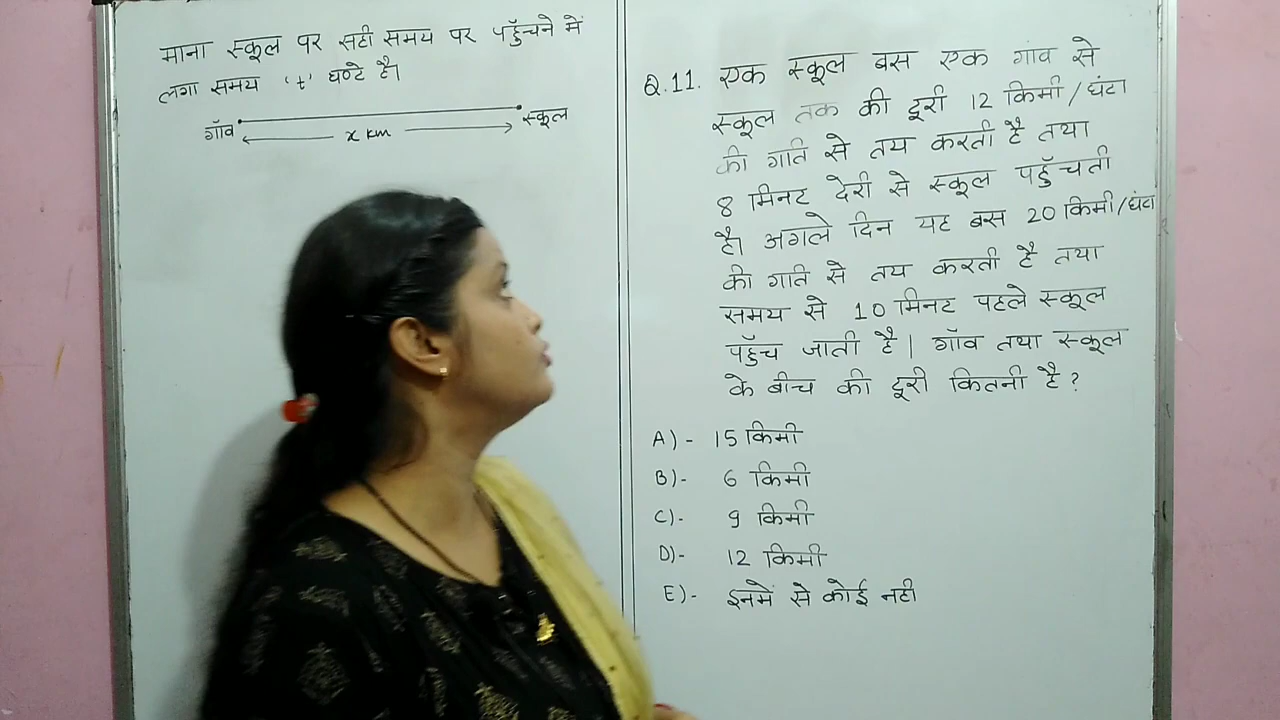 माना स्कूल पर सही समय पर पहुँचने में
लगा समय 't' घण्टे है।
गाँव x km स्कूल
Q.11. एक स्कूल बस एक गांव से
स्कूल तक की दूरी 12 किमी/घंटा
की गति से तय करती है तथा
8 मिनट देरी से स्कूल पहुँचती
है। अगले दिन यह बस 20 किमी/घंटा
की गति से तय करती है तथा
समय से 10 मिनट पहले स्कूल
पहुँच जाती है। गाँव तथा स्कूल
के बीच की दूरी कितनी है?
A)- 15 किमी
B)- 6 किमी
C)- 9 किमी
D)- 12 किमी
E)- इनमें से कोई नही